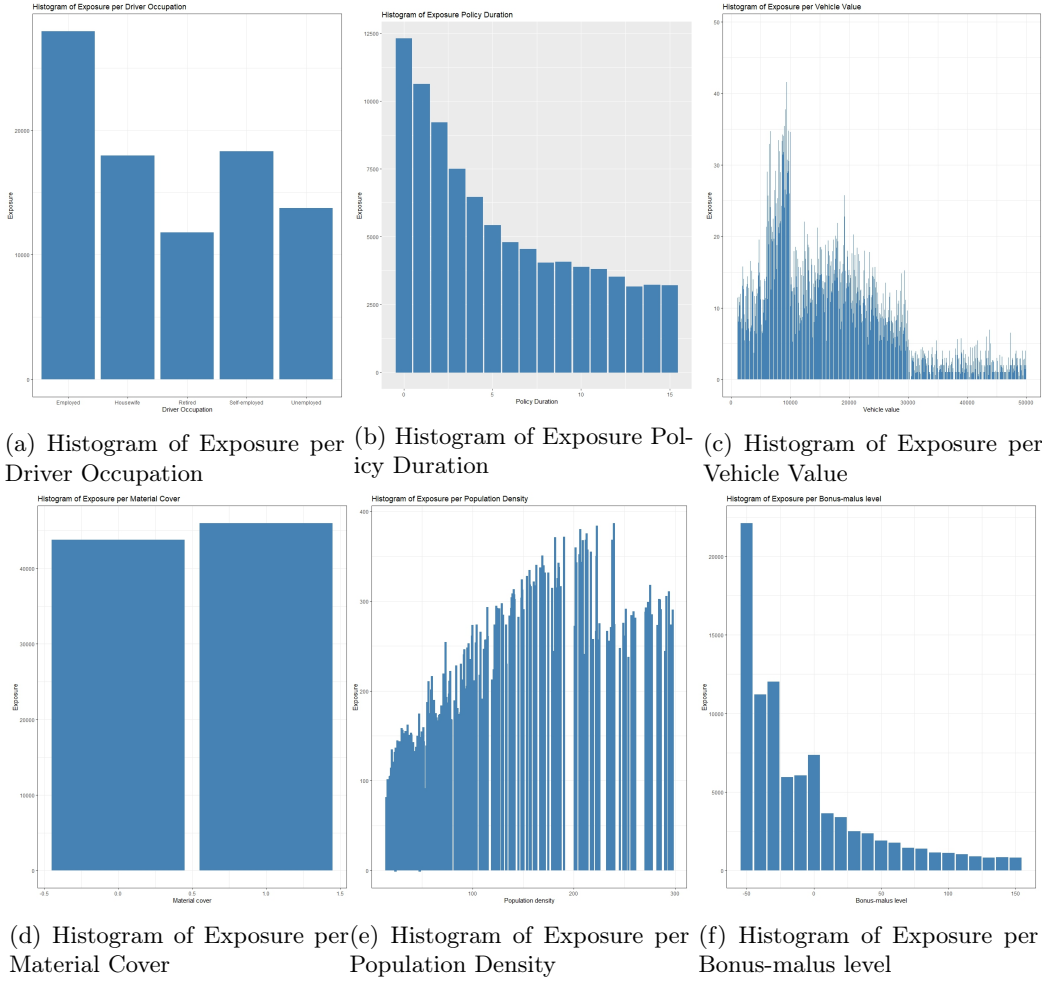 Histogram of Exposure per Driver Occupation
Exposure
20000
10000
0
Employed Housewife Retired Self-employed Unemployed
Driver Occupation
Histogram of Exposure Policy Duration
Exposure
12500
10000
7500
5000
2500
0
0 5 10 15
Policy Duration
Histogram of Exposure per Vehicle Value
Exposure
50
40
30
20
10
0
0 10000 20000 30000 40000 50000
Vehicle value
(a) Histogram of Exposure per
Driver Occupation
(b) Histogram of Exposure Pol-
icy Duration
(c) Histogram of Exposure per
Vehicle Value
Histogram of Exposure per Material Cover
Exposure
40000
30000
20000
10000
0
-0.5 0.0 0.5 1.0 1.5
Material cover
Histogram of Exposure per Population Density
Exposure
400
300
200
100
0
100 200 300
Population density
Histogram of Exposure per Bonus-malus level
Exposure
20000
15000
10000
5000
0
-50 0 50 100 150
Bonus-malus level
(d) Histogram of Exposure per
Material Cover
(e) Histogram of Exposure per
Population Density
(f) Histogram of Exposure per
Bonus-malus level